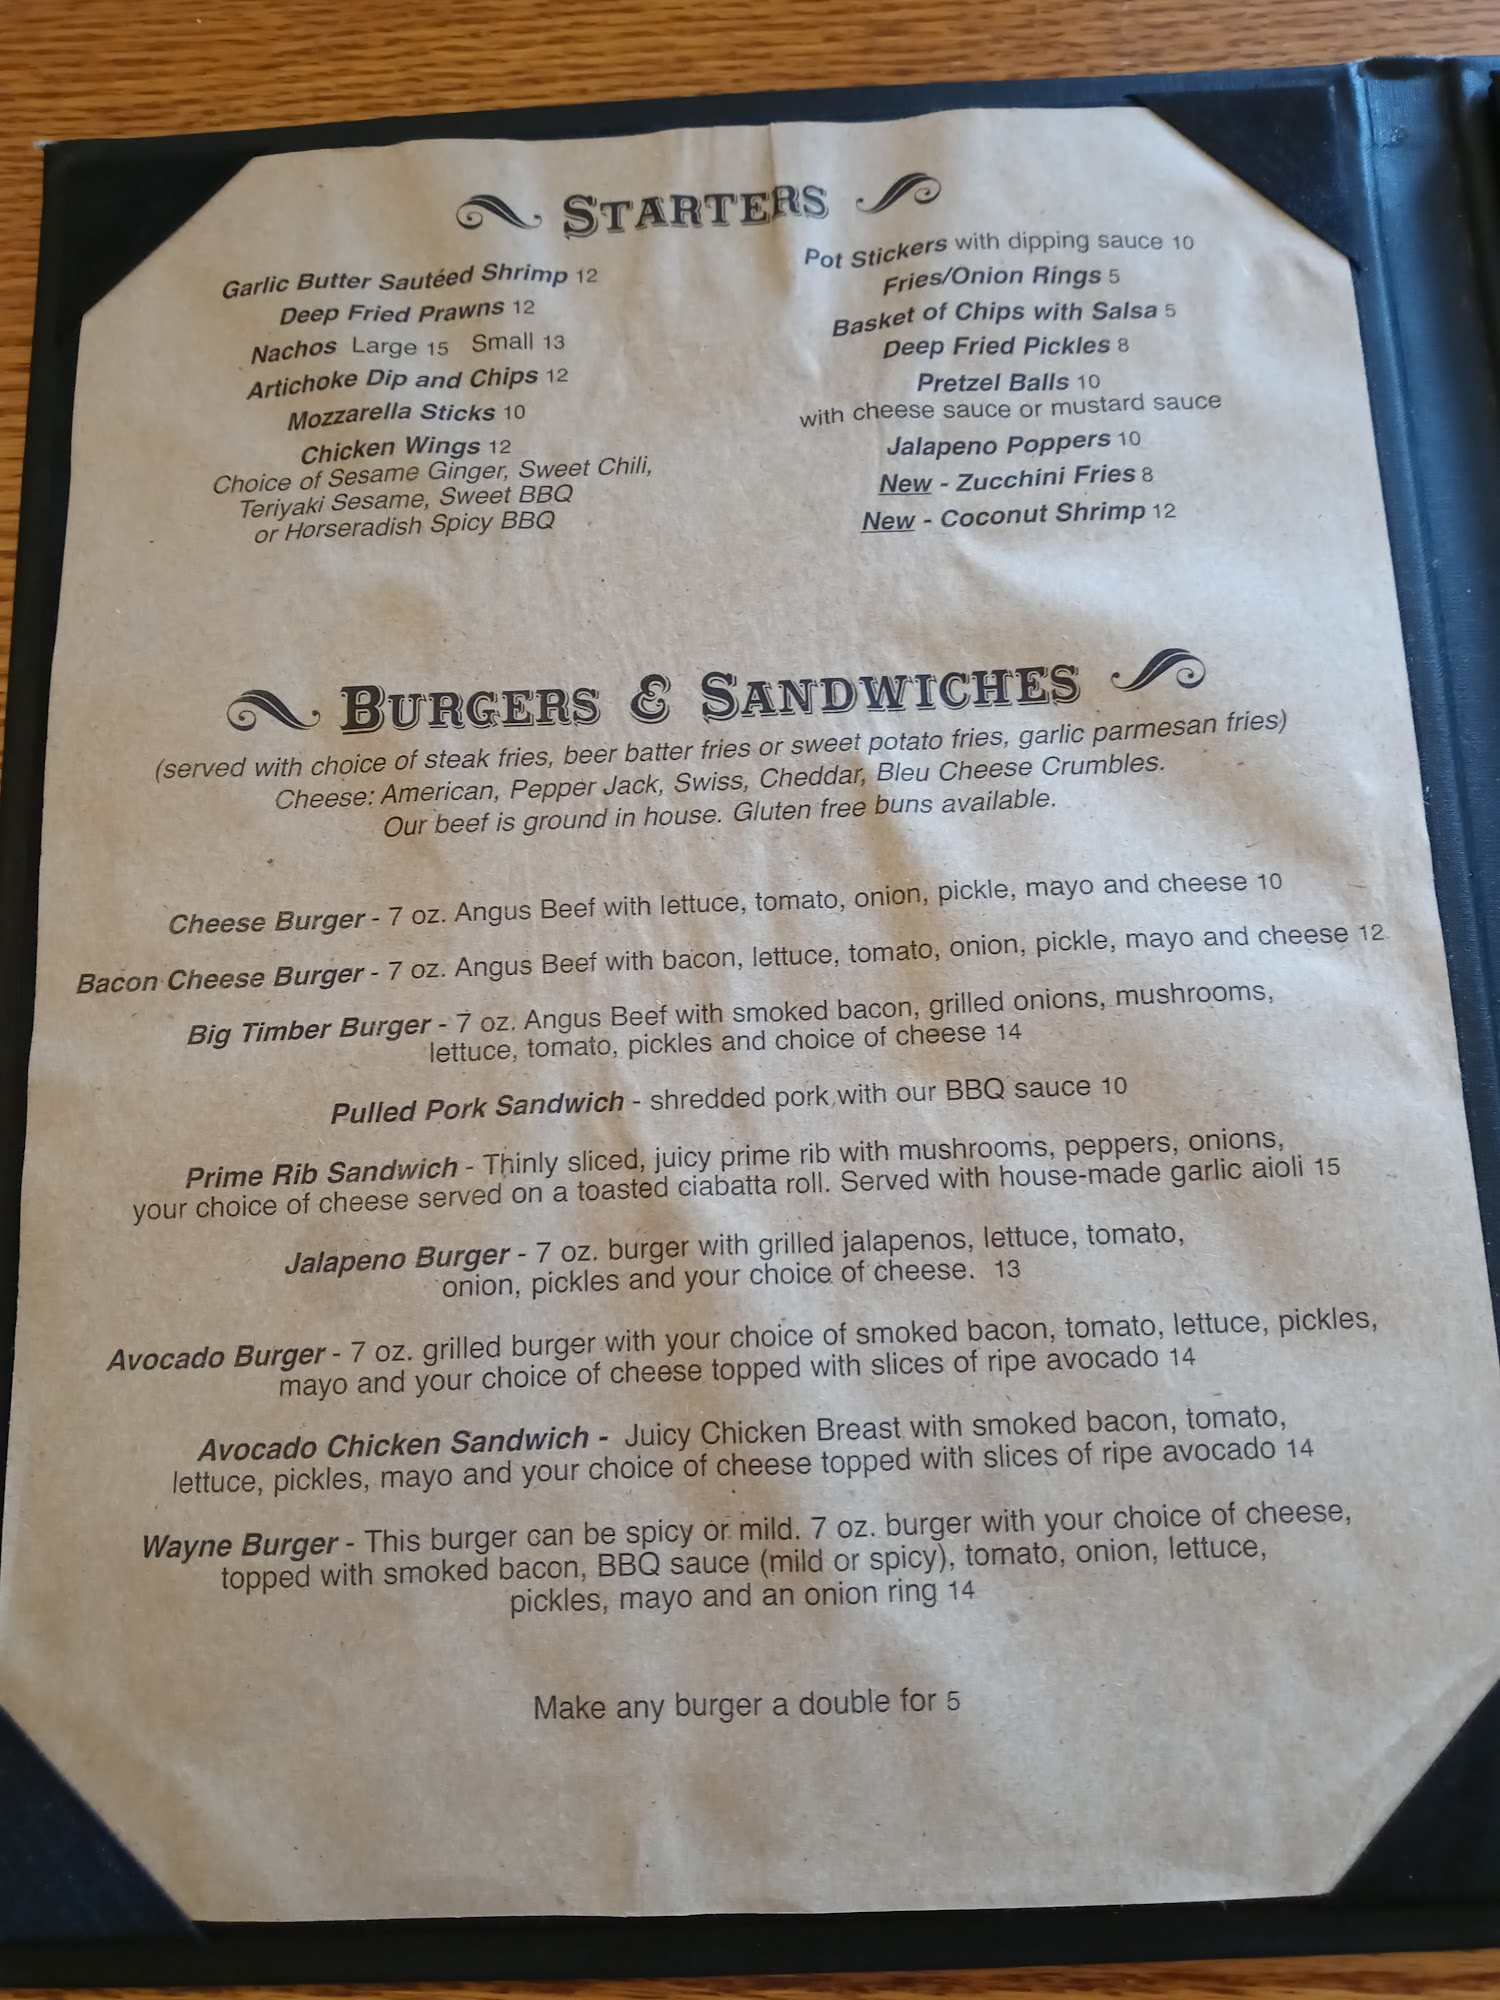 STARTERS
Garlic Butter Sautéed Shrimp 12
Deep Fried Prawns 12
Nachos Large 15 Small 13
Artichoke Dip and Chips 12
Mozzarella Sticks 10
Chicken Wings 12
Choice of Sesame Ginger, Sweet Chili,
Teriyaki Sesame, Sweet BBQ
or Horseradish Spicy BBQ
Pot Stickers with dipping sauce 10
Fries/Onion Rings 5
Basket of Chips with Salsa 5
Deep Fried Pickles 8
Pretzel Balls 10
with cheese sauce or mustard sauce
Jalapeno Poppers 10
New - Zucchini Fries 8
New - Coconut Shrimp 12
BURGERS & SANDWICHES
(served with choice of steak fries, beer batter fries or sweet potato fries, garlic parmesan fries)
Cheese: American, Pepper Jack, Swiss, Cheddar, Bleu Cheese Crumbles.
Our beef is ground in house. Gluten free buns available.
Cheese Burger - 7 oz. Angus Beef with lettuce, tomato, onion, pickle, mayo and cheese 10
Bacon Cheese Burger - 7 oz. Angus Beef with bacon, lettuce, tomato, onion, pickle, mayo and cheese 12
Big Timber Burger - 7 oz. Angus Beef with smoked bacon, grilled onions, mushrooms,
lettuce, tomato, pickles and choice of cheese 14
Pulled Pork Sandwich - shredded pork with our BBQ sauce 10
Prime Rib Sandwich - Thinly sliced, juicy prime rib with mushrooms, peppers, onions,
your choice of cheese served on a toasted ciabatta roll. Served with house-made garlic aioli 15
Jalapeno Burger - 7 oz. burger with grilled jalapenos, lettuce, tomato,
onion, pickles and your choice of cheese. 13
Avocado Burger - 7 oz. grilled burger with your choice of smoked bacon, tomato, lettuce, pickles,
mayo and your choice of cheese topped with slices of ripe avocado 14
Avocado Chicken Sandwich - Juicy Chicken Breast with smoked bacon, tomato,
lettuce, pickles, mayo and your choice of cheese topped with slices of ripe avocado 14
Wayne Burger - This burger can be spicy or mild. 7 oz. burger with your choice of cheese,
topped with smoked bacon, BBQ sauce (mild or spicy), tomato, onion, lettuce,
pickles, mayo and an onion ring 14
Make any burger a double for 5